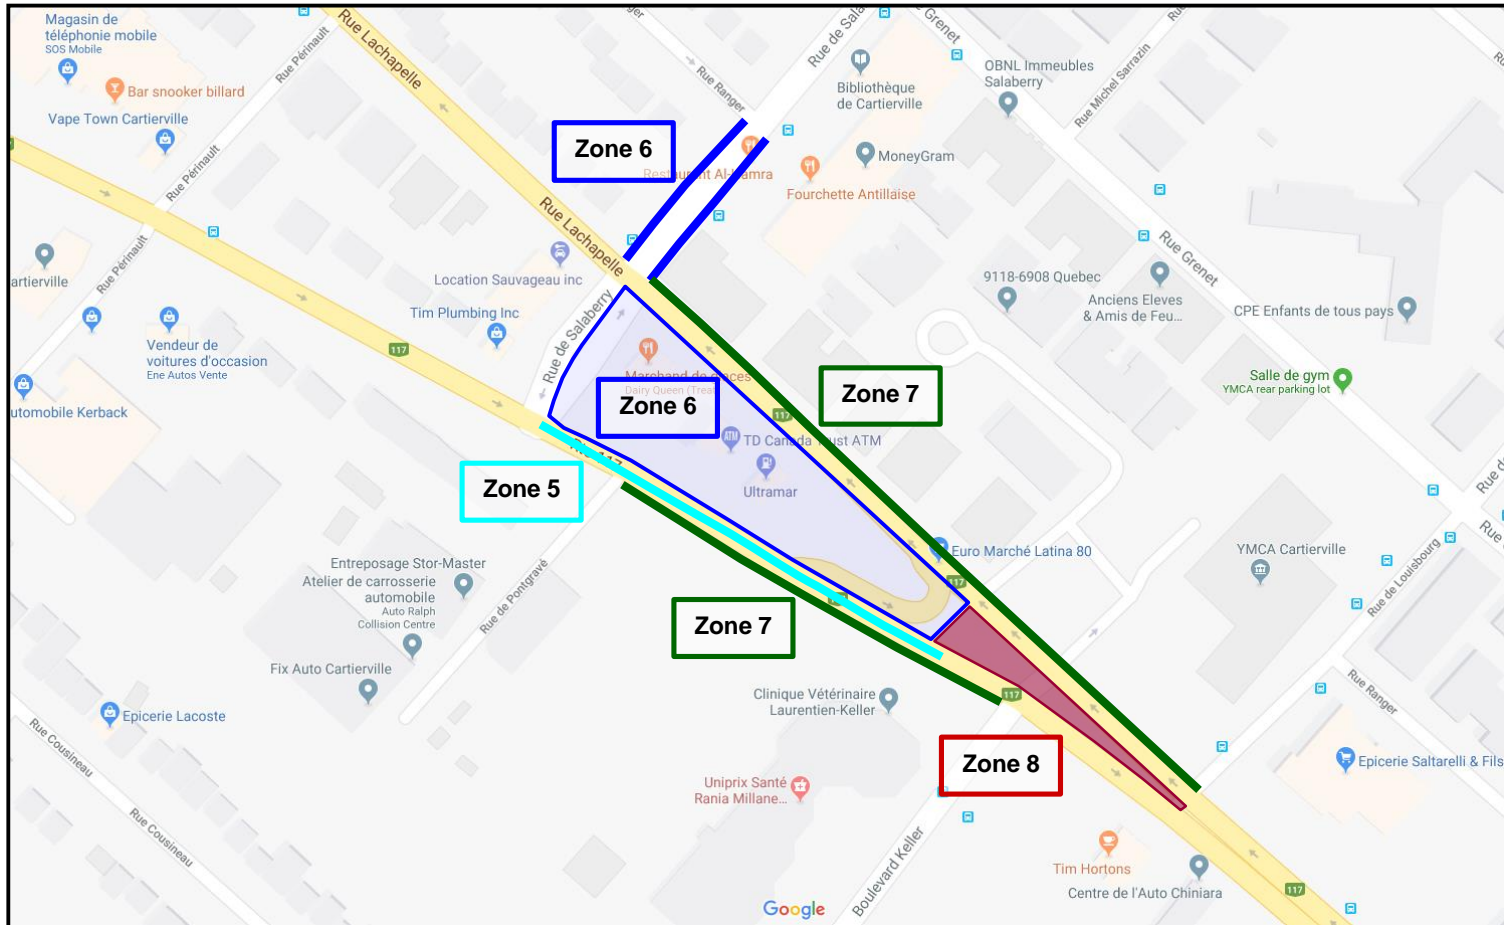 Magasin de
téléphonie mobile
SOS Mobile
Bar snooker billard
Vape Town Cartierville
Rue Périnault
Rue Périnault
Rue Périnault
Rue Lachapelle
Rue Lachapelle
Rue Ranger
Rue Grenet
Bibliothèque
de Cartierville
OBNL Immeubles
Salaberry
Rue Michel Sarrazin
MoneyGram
Fourchette Antillaise
Zone 6
Location Sauvageau inc
Tim Plumbing Inc
Rue de Salaberry
117
Vendeur de
voitures d'occasion
Ene Autos Vente
9118-6908 Quebec
Anciens Eleves
& Amis de Feu...
CPE Enfants de tous pays
Rue Grenet
Salle de gym
YMCA rear parking lot
Zone 6
Zone 7
117
TD Canada Trust ATM
Ultramar
Zone 5
Entreposage Stor-Master
Atelier de carrosserie
automobile
Auto Ralph
Collision Centre
Fix Auto Cartierville
Rue de Pontgravé
Euro Marché Latina 80
117
YMCA Cartierville
Rue de Louisbourg
Zone 7
Clinique Vétérinaire
Laurentien-Keller
117
Rue Ranger
Epicerie Lacoste
Rue Cousineau
Rue Cousineau
Uniprix Santé
Rania Millane...
Zone 8
Epicerie Saltarelli & Fils
Boulevard Keller
Tim Hortons
Centre de l'Auto Chiniara
117
Google